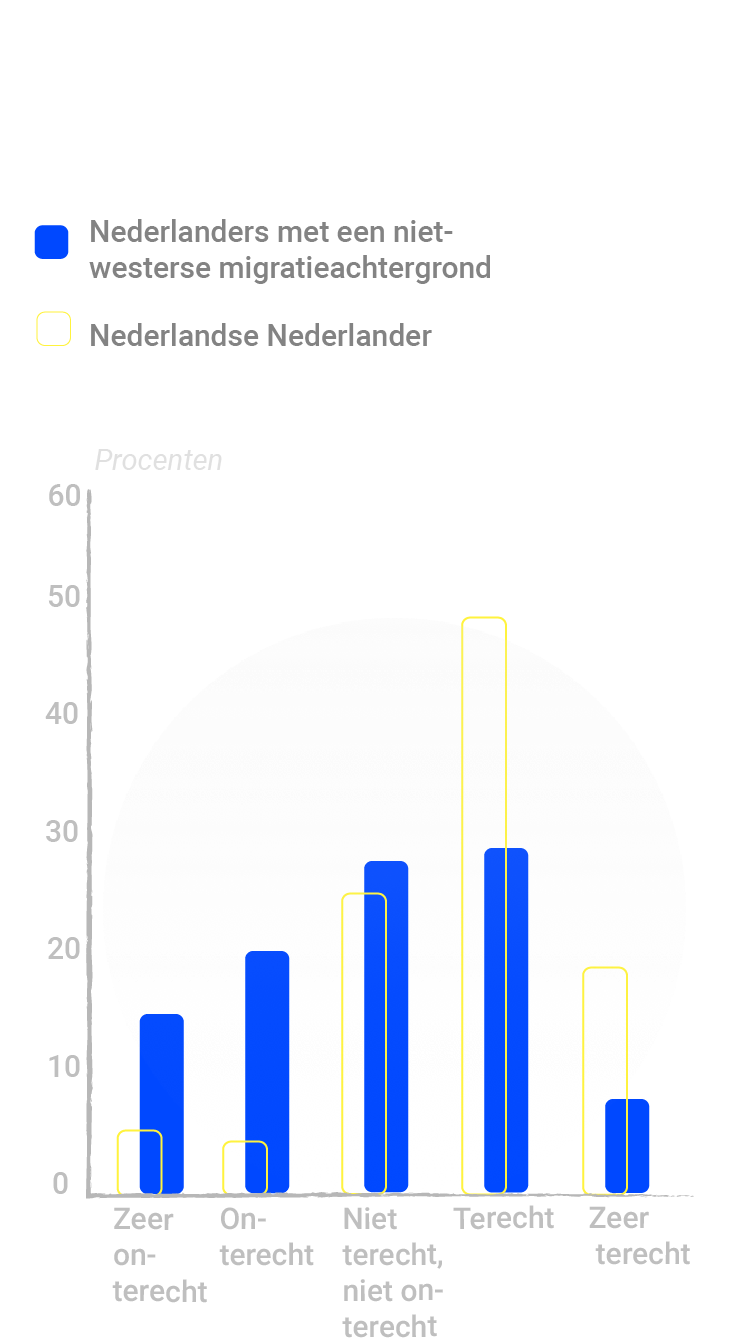 Nederlanders met een niet-
westerse migratieachtergrond
Nederlandse Nederlander
Procenten
60
50
40
30
20
10
0
Zeer
on-
terecht
On-
terecht
Niet
terecht,
niet on-
terecht
Terecht
Zeer
terecht